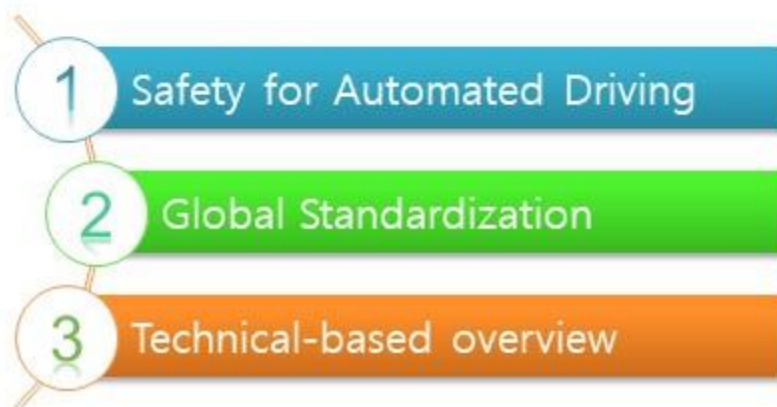 1 Safety for Automated Driving
2 Global Standardization
3 Technical-based overview